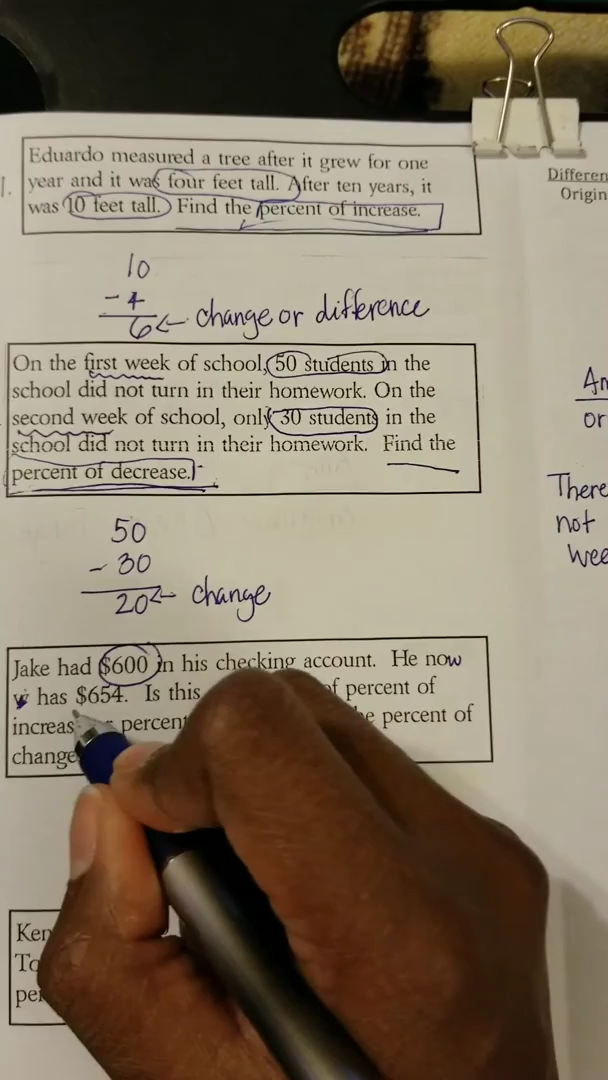 1. Eduardo measured a tree after it grew for one
year and it was four feet tall. After ten years, it
was 10 feet tall. Find the percent of increase.
10
- 4
6 ← change or difference
On the first week of school, 50 students in the
school did not turn in their homework. On the
second week of school, only 30 students in the
school did not turn in their homework. Find the
percent of decrease.
50
- 30
20 ← change
Jake had $600 in his checking account. He now
has $654. Is this of percent of
increas percent percent of
change
Ken
To
per
Differen
Origin
An
or
There
not
wee